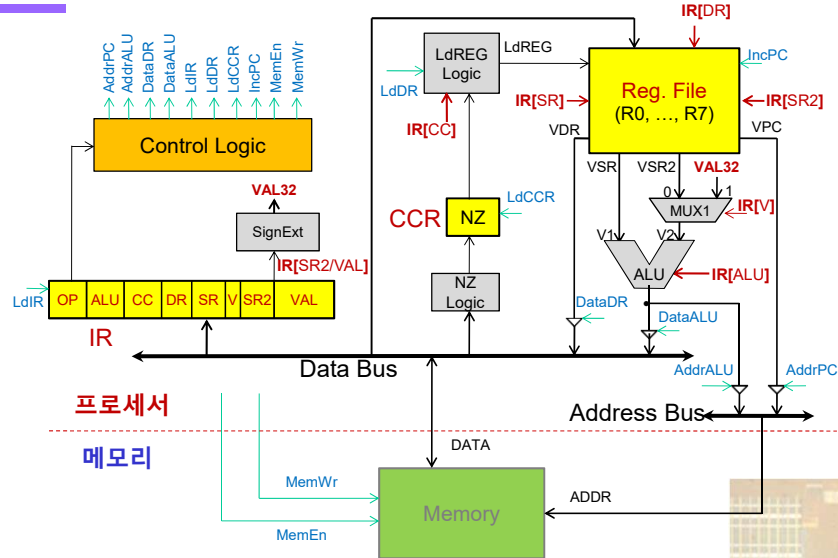 AddrPC
AddrALU
DataDR
DataALU
LdIR
LdDR
LdCCR
IncPC
MemEn
MemWr
Control Logic
VAL32
SignExt
IR[SR2/VAL]
LdIR
OP ALU CC DR SR V SR2 VAL
IR
IR[DR]
LdREG
Logic
LdREG
LdDR
IR[CC]
Reg. File
(R0, …, R7)
IncPC
IR[SR]
IR[SR2]
VDR
VPC
VSR
VSR2
VAL32
0 1
MUX1
IR[V]
CCR
NZ
LdCCR
V1 V2
ALU
IR[ALU]
NZ
Logic
DataDR
DataALU
Data Bus
AddrALU
AddrPC
Address Bus
프로세서
메모리
DATA
MemWr
MemEn
Memory
ADDR